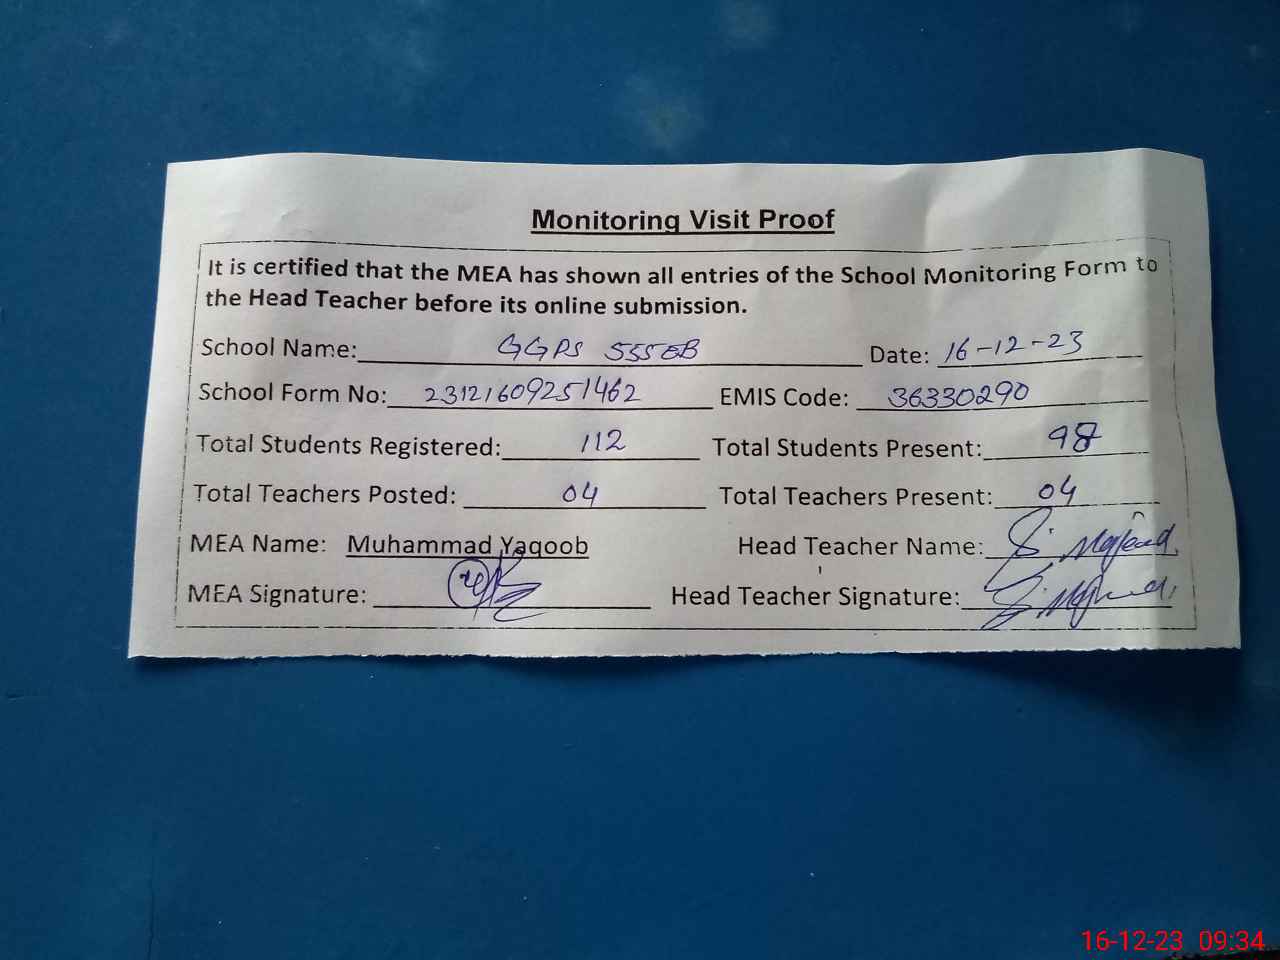 Monitoring Visit Proof
It is certified that the MEA has shown all entries of the School Monitoring Form to
the Head Teacher before its online submission.
School Name: GGPS 555EB Date: 16-12-23
School Form No: 23121609251462 EMIS Code: 36330290
Total Students Registered: 112 Total Students Present: 98
Total Teachers Posted: 04 Total Teachers Present: 04
MEA Name: Muhammad Yaqoob Head Teacher Name: S.
MEA Signature: Head Teacher Signature: S.
16-12-23 09:34